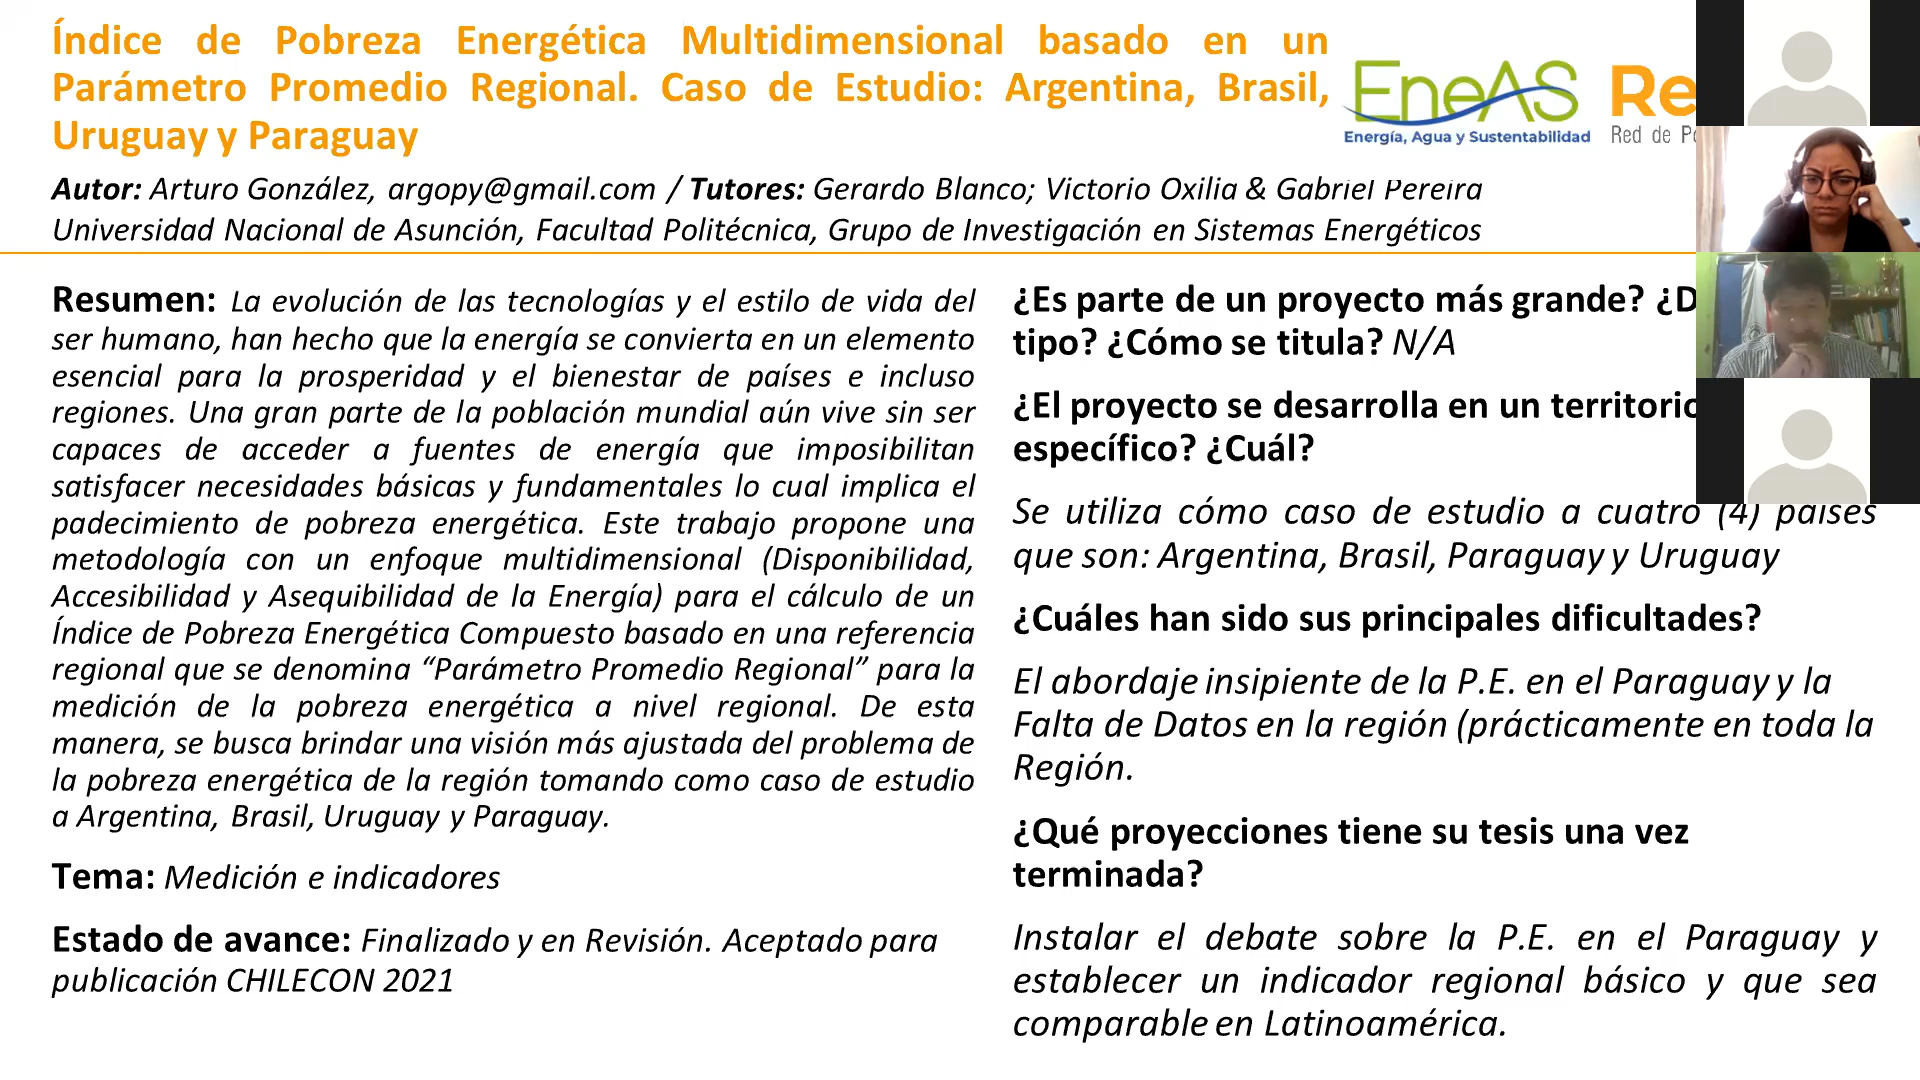 Índice de Pobreza Energética Multidimensional basado en un
Parámetro Promedio Regional. Caso de Estudio: Argentina, Brasil,
Uruguay y Paraguay
EneAS
Energía, Agua y Sustentabilidad
Red de
Autor: Arturo González, argopy@gmail.com / Tutores: Gerardo Blanco; Victorio Oxilia & Gabriel Pereira
Universidad Nacional de Asunción, Facultad Politécnica, Grupo de Investigación en Sistemas Energéticos
Resumen: La evolución de las tecnologías y el estilo de vida del
ser humano, han hecho que la energía se convierta en un elemento
esencial para la prosperidad y el bienestar de países e incluso
regiones. Una gran parte de la población mundial aún vive sin ser
capaces de acceder a fuentes de energía que imposibilitan
satisfacer necesidades básicas y fundamentales lo cual implica el
padecimiento de pobreza energética. Este trabajo propone una
metodología con un enfoque multidimensional (Disponibilidad,
Accesibilidad y Asequibilidad de la Energía) para el cálculo de un
Índice de Pobreza Energética Compuesto basado en una referencia
regional que se denomina “Parámetro Promedio Regional” para la
medición de la pobreza energética a nivel regional. De esta
manera, se busca brindar una visión más ajustada del problema de
la pobreza energética de la región tomando como caso de estudio
a Argentina, Brasil, Uruguay y Paraguay.
Tema: Medición e indicadores
Estado de avance: Finalizado y en Revisión. Aceptado para
publicación CHILECON 2021
¿Es parte de un proyecto más grande?
tipo? ¿Cómo se titula? N/A
¿El proyecto se desarrolla en un territorio
específico? ¿Cuál?
Se utiliza cómo caso de estudio a cuatro (4) países
que son: Argentina, Brasil, Paraguay y Uruguay
¿Cuáles han sido sus principales dificultades?
El abordaje insipiente de la P.E. en el Paraguay y la
Falta de Datos en la región (prácticamente en toda la
Región.
¿Qué proyecciones tiene su tesis una vez
terminada?
Instalar el debate sobre la P.E. en el Paraguay y
establecer un indicador regional básico y que sea
comparable en Latinoamérica.